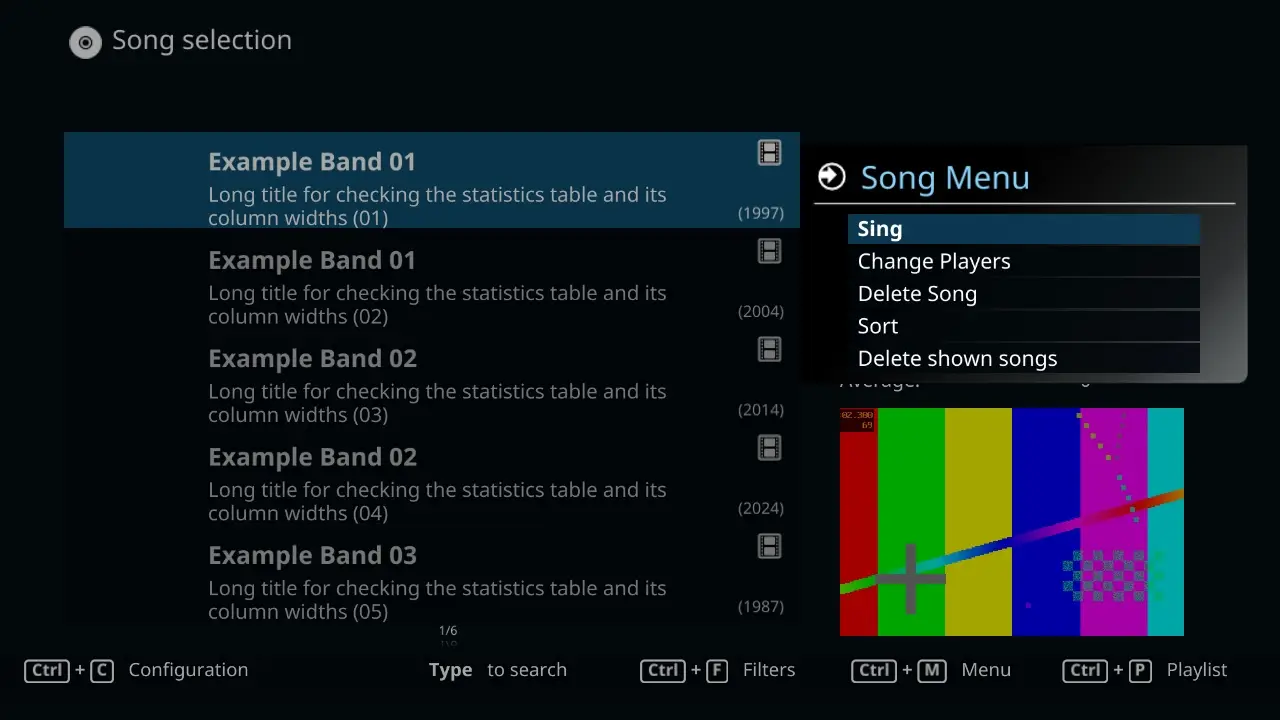 Song selection
Example Band 01
Long title for checking the statistics table and its
column widths (01)
(1997)
Example Band 01
Long title for checking the statistics table and its
column widths (02)
(2004)
Example Band 02
Long title for checking the statistics table and its
column widths (03)
(2014)
Example Band 02
Long title for checking the statistics table and its
column widths (04)
(2024)
Example Band 03
Long title for checking the statistics table and its
column widths (05)
(1987)
1/6
Song Menu
Sing
Change Players
Delete Song
Sort
Delete shown songs
Average:
02.300
69
Ctrl + C Configuration
Type to search
Ctrl + F Filters
Ctrl + M Menu
Ctrl + P Playlist